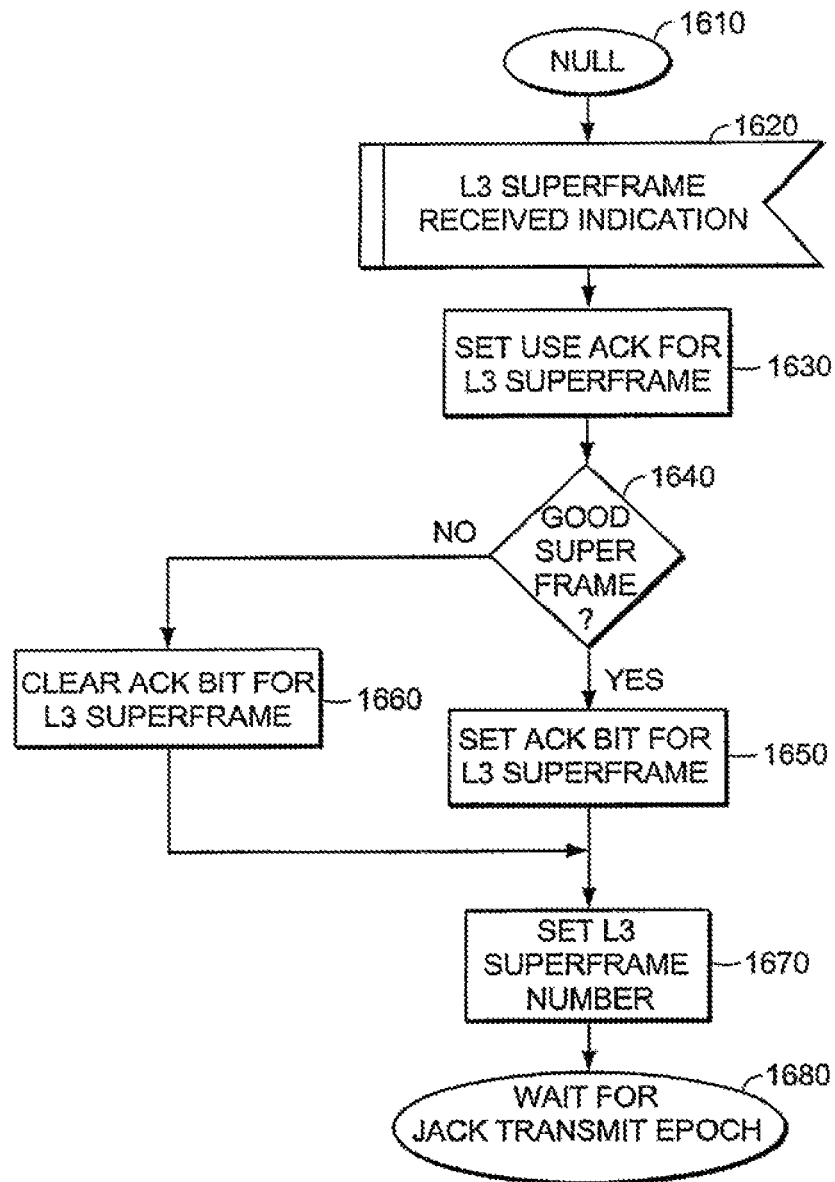 1610
NULL
1620
L3 SUPERFRAME
RECEIVED INDICATION
SET USE ACK FOR
L3 SUPERFRAME
1630
1640
GOOD
SUPER
FRAME
?
NO
YES
CLEAR ACK BIT FOR
L3 SUPERFRAME
1660
SET ACK BIT FOR
L3 SUPERFRAME
1650
SET L3
SUPERFRAME
NUMBER
1670
1680
WAIT FOR
JACK TRANSMIT EPOCH